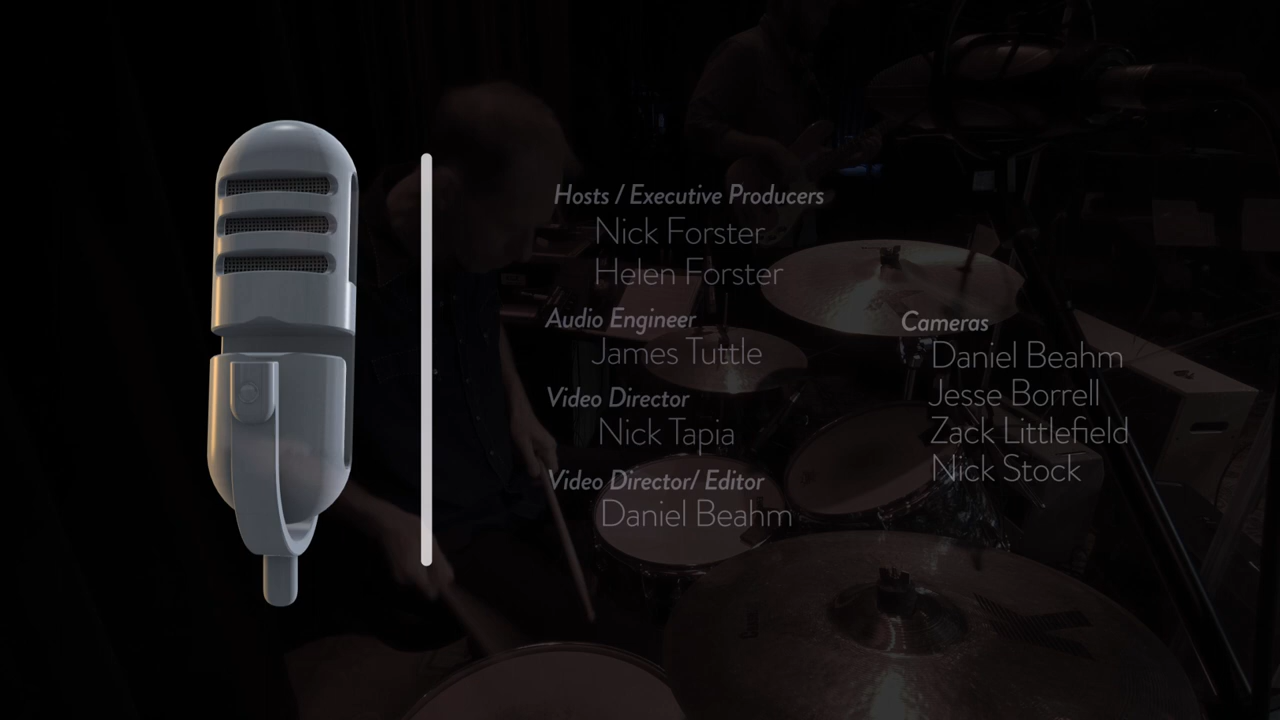 Hosts / Executive Producers
Nick Forster
Helen Forster
Audio Engineer
James Tuttle
Video Director
Nick Tapia
Video Director/ Editor
Daniel Beahm
Cameras
Daniel Beahm
Jesse Borrell
Zack Littlefield
Nick Stock